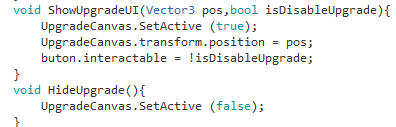 void ShowUpgradeUI(Vector3 pos,bool isDisableUpgrade){
UpgradeCanvas.SetActive (true);
UpgradeCanvas.transform.position = pos;
buton.interactable = !isDisableUpgrade;
}
void HideUpgrade(){
UpgradeCanvas.SetActive (false);
}